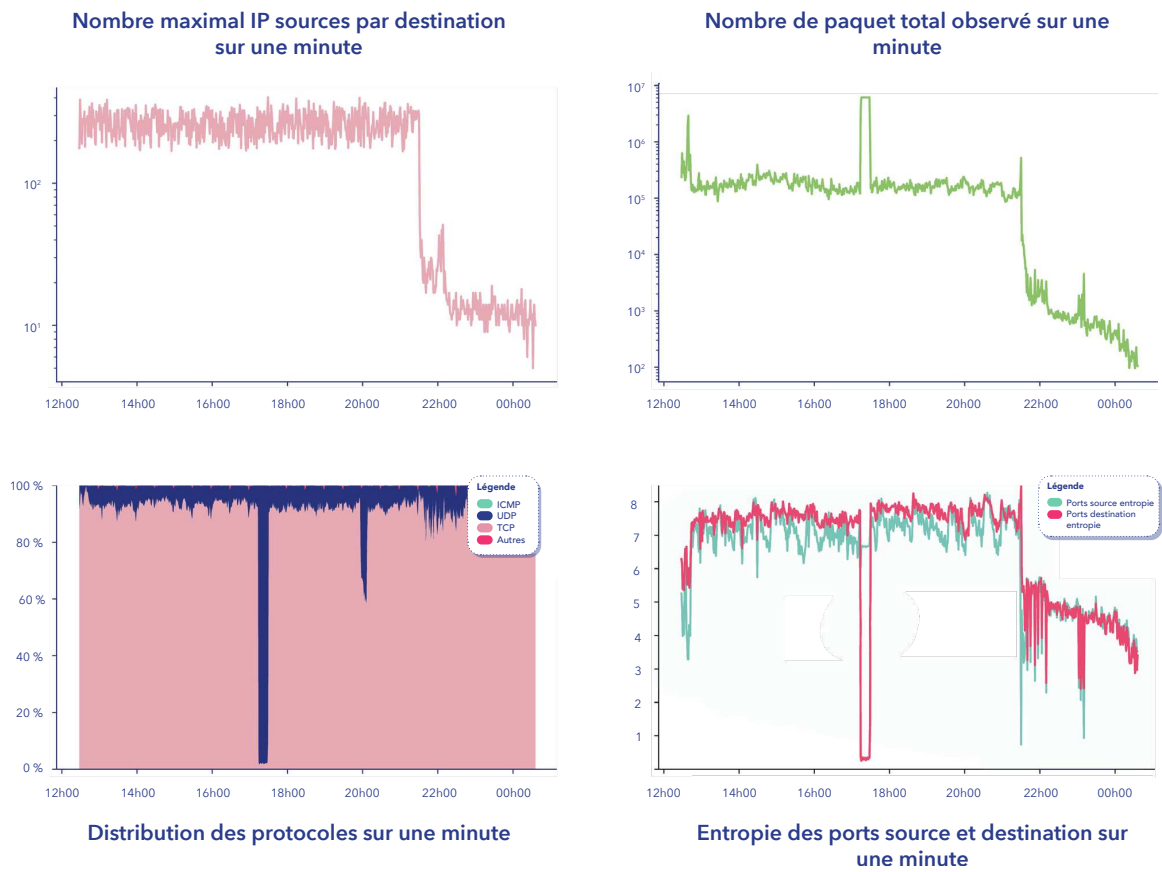 Nombre maximal IP sources par destination
sur une minute
10²
10¹
12h00 14h00 16h00 18h00 20h00 22h00 00h00
Nombre de paquet total observé sur une
minute
10⁷
10⁶
10⁵
10⁴
10³
10²
12h00 14h00 16h00 18h00 20h00 22h00 00h00
100 %
80 %
60 %
40 %
20 %
0 %
12h00 14h00 16h00 18h00 20h00 22h00 00h00
Légende
ICMP
UDP
TCP
Autres
Distribution des protocoles sur une minute
8
7
6
5
4
3
2
1
12h00 14h00 16h00 18h00 20h00 22h00 00h00
Légende
Ports source entropie
Ports destination
entropie
Entropie des ports source et destination sur
une minute